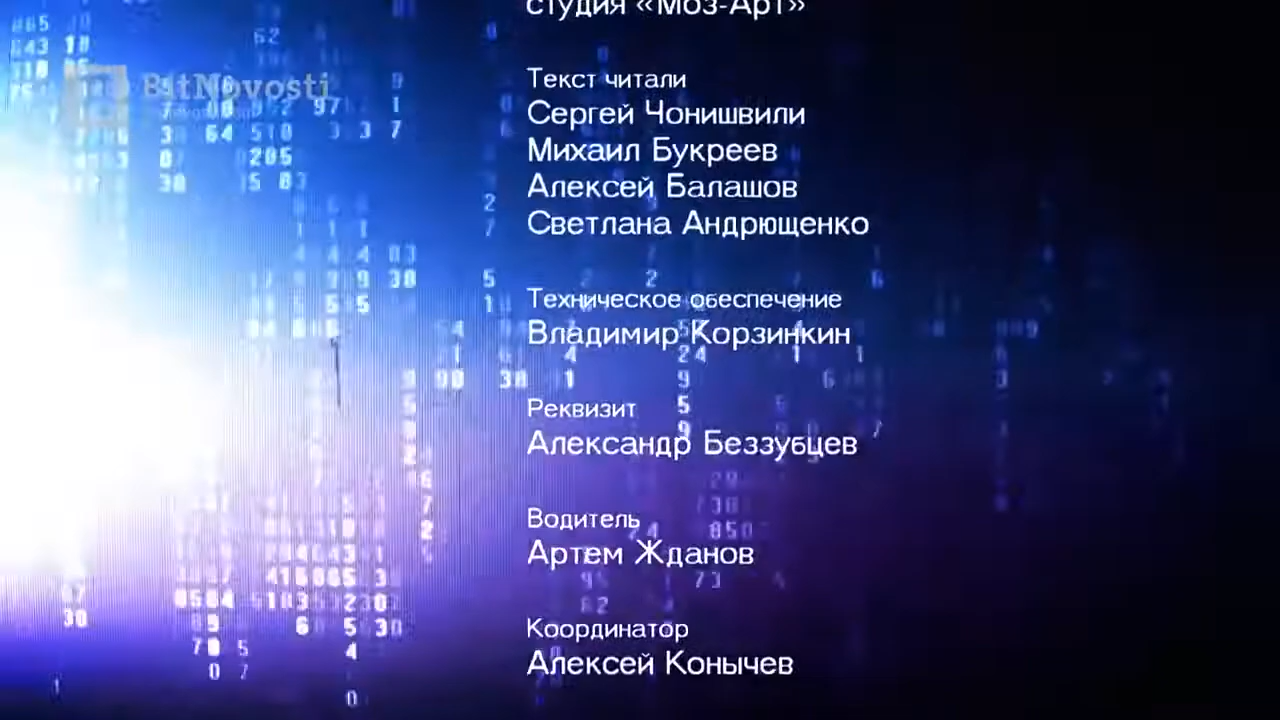 студия «Моз-Арт»
BitNovosti
Текст читали
Сергей Чонишвили
Михаил Букреев
Алексей Балашов
Светлана Андрющенко
Техническое обеспечение
Владимир Корзинкин
Реквизит
Александр Беззубцев
Водитель
Артем Жданов
Координатор
Алексей Конычев